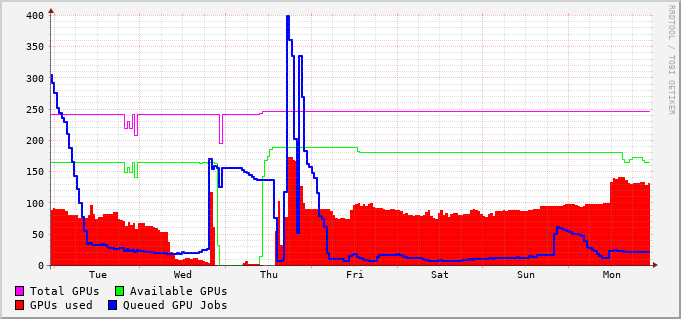 400
350
300
250
200
150
100
50
0
Tue Wed Thu Fri Sat Sun Mon
Total GPUs Available GPUs
GPUs used Queued GPU Jobs
RRDTOOL / TOBI OETIKER